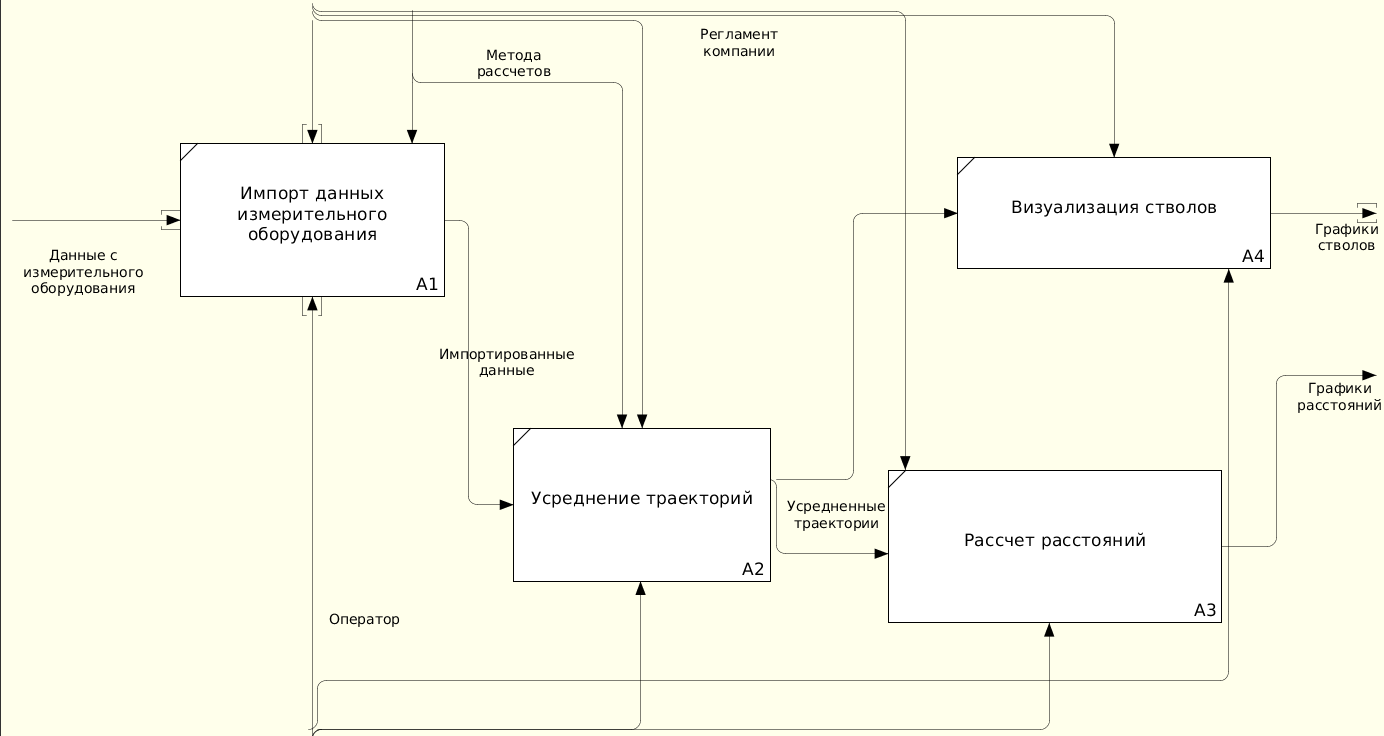 Регламент
компании
Метода
рассчетов
Импорт данных
измерительного
оборудования
A1
Визуализация стволов
A4
Графики
стволов
Данные с
измерительного
оборудования
Импортированные
данные
Графики
расстояний
Усреднение траекторий
A2
Усредненные
траектории
Рассчет расстояний
A3
Оператор